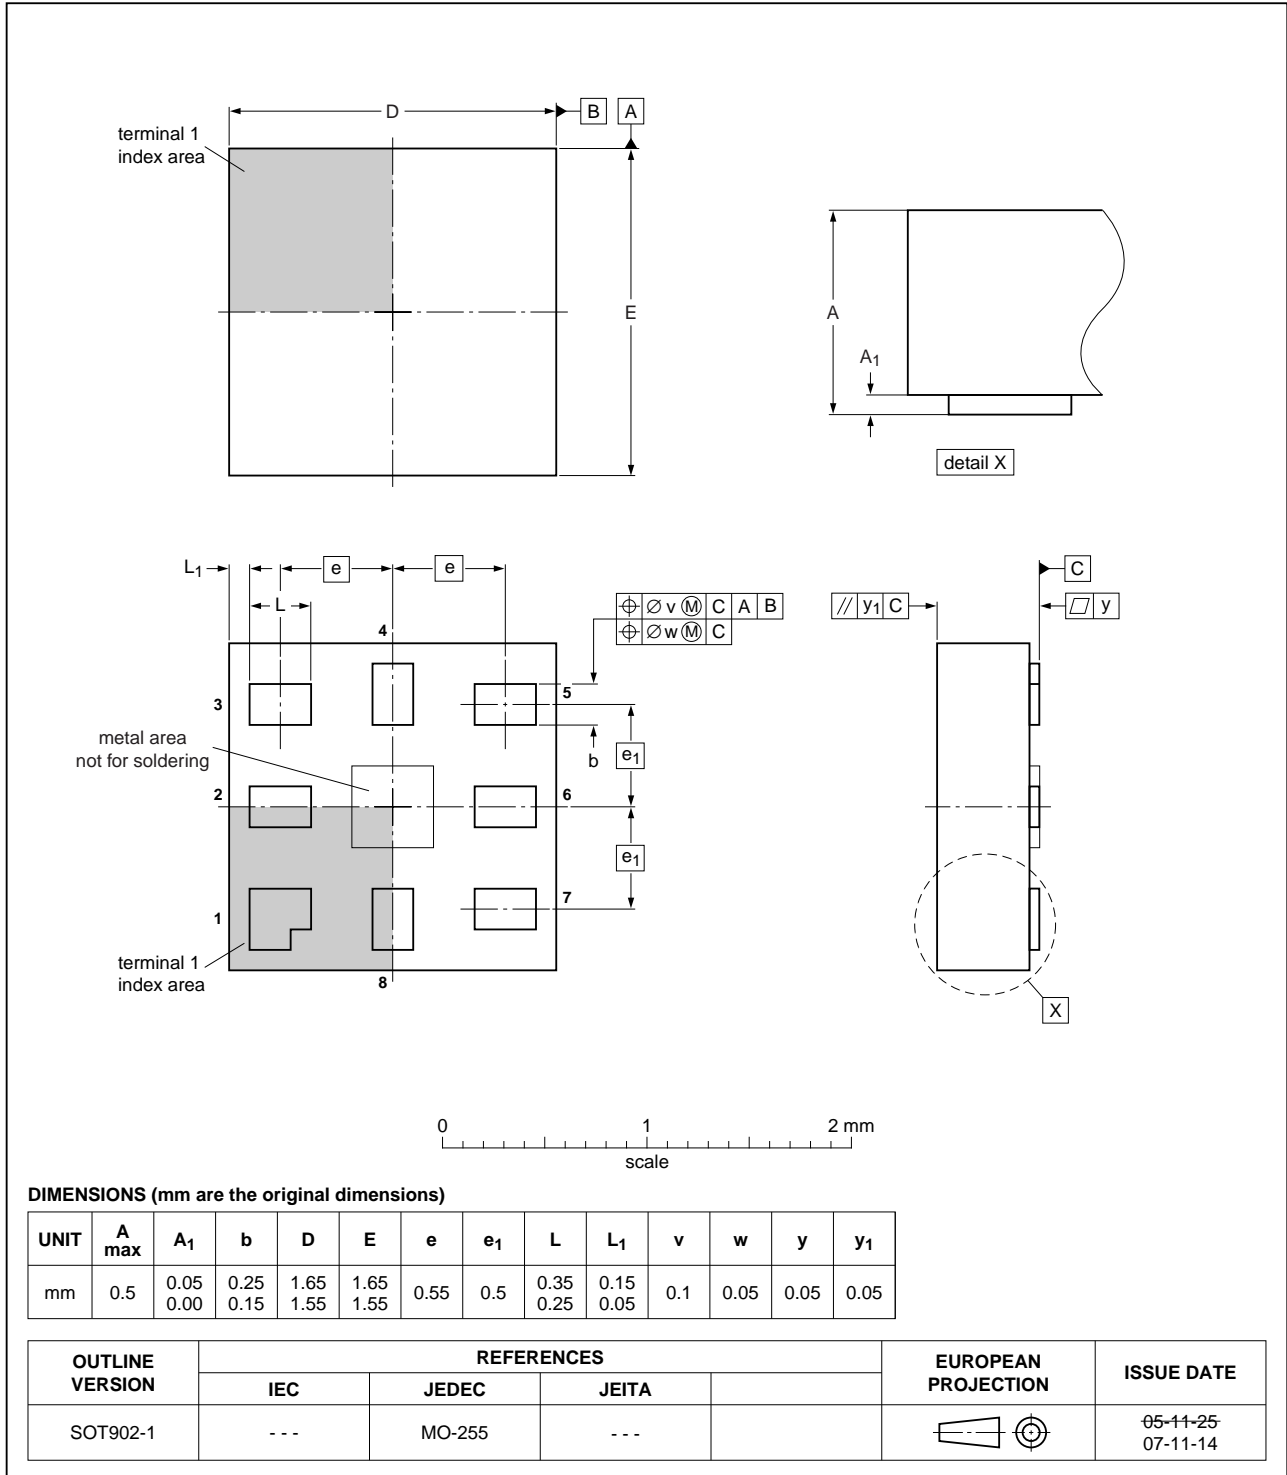 D
B
A
terminal 1
index area
E
A
A1
detail X
L1
e
e
L
4
⌖ ⌀ v Ⓜ C A B
⌖ ⌀ w Ⓜ C
// y1 C
C
⏥ y
3
5
metal area
not for soldering
b
e1
2
6
e1
1
7
terminal 1
index area
8
X
0 1 2 mm
scale
DIMENSIONS (mm are the original dimensions)
UNIT A max A1 b D E e e1 L L1 v w y y1
mm 0.5 0.05 0.00 0.25 0.15 1.65 1.55 1.65 1.55 0.55 0.5 0.35 0.25 0.15 0.05 0.1 0.05 0.05 0.05
OUTLINE VERSION REFERENCES EUROPEAN PROJECTION ISSUE DATE
IEC JEDEC JEITA
SOT902-1 - - - MO-255 - - - 05-11-25
07-11-14